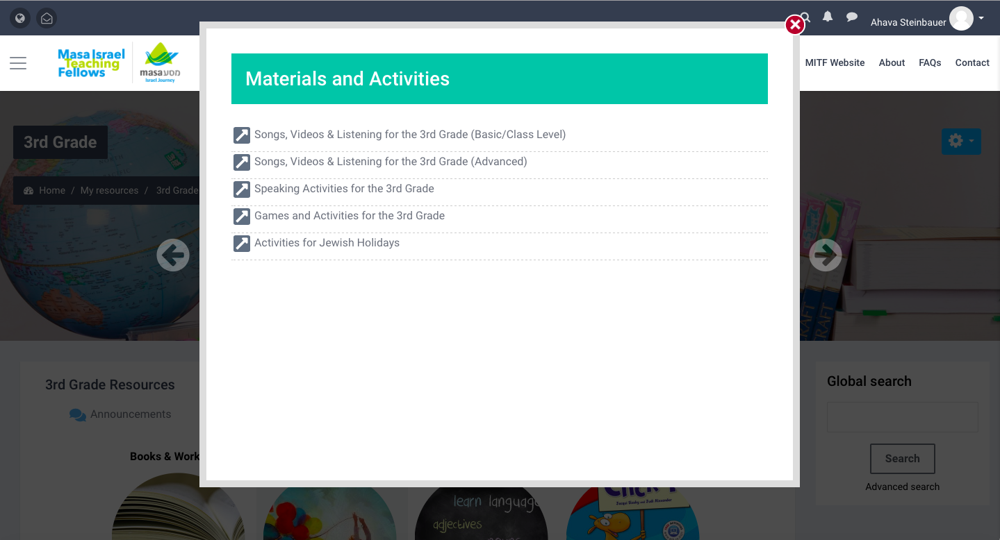 Ahava Steinbauer
Masa Israel
Teaching
Fellows
masa מסע
Israel Journey
MITF Website About FAQs Contact
Materials and Activities
3rd Grade
Home / My resources / 3rd Grade
Songs, Videos & Listening for the 3rd Grade (Basic/Class Level)
Songs, Videos & Listening for the 3rd Grade (Advanced)
Speaking Activities for the 3rd Grade
Games and Activities for the 3rd Grade
Activities for Jewish Holidays
3rd Grade Resources
Announcements
Books & Work
learn language
adjectives
Global search
Search
Advanced search